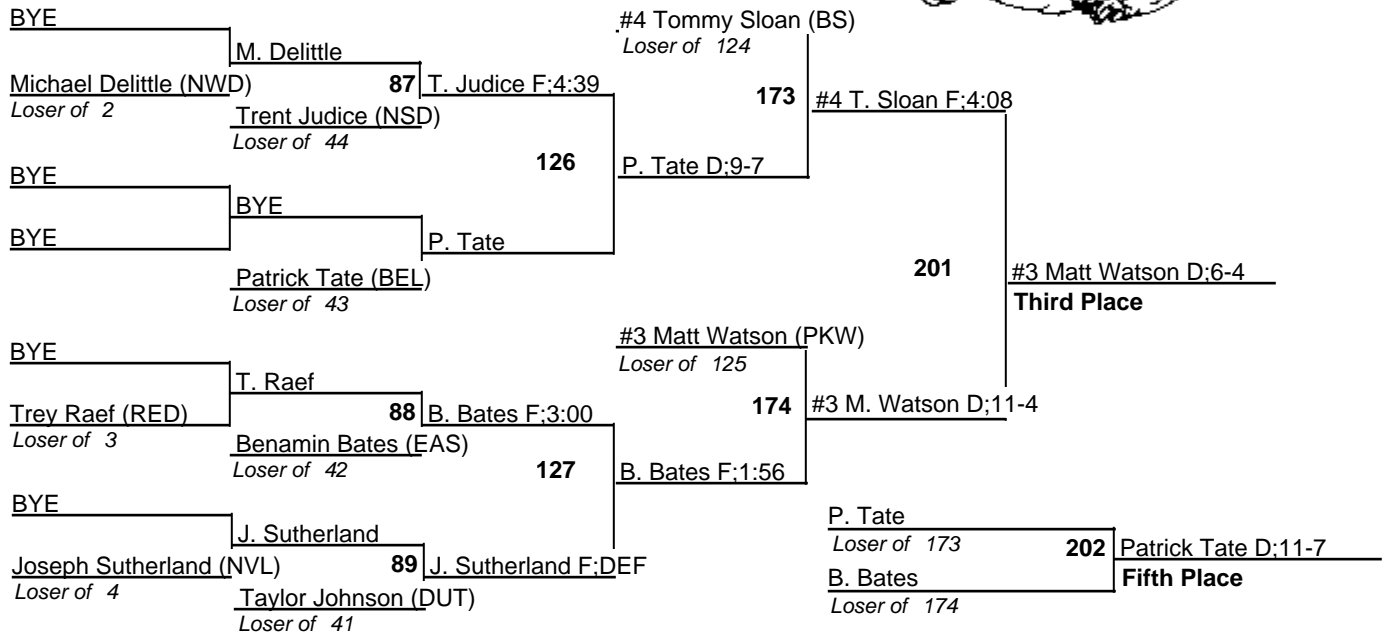 BYE
#4 Tommy Sloan (BS)
Loser of 124
M. Delittle
Michael Delittle (NWD)
Loser of 2
87
T. Judice F;4:39
173
#4 T. Sloan F;4:08
Trent Judice (NSD)
Loser of 44
126
P. Tate D;9-7
BYE
BYE
BYE
P. Tate
201
#3 Matt Watson D;6-4
Third Place
Patrick Tate (BEL)
Loser of 43
#3 Matt Watson (PKW)
Loser of 125
BYE
T. Raef
Trey Raef (RED)
Loser of 3
88
B. Bates F;3:00
174
#3 M. Watson D;11-4
Benamin Bates (EAS)
Loser of 42
127
B. Bates F;1:56
BYE
J. Sutherland
Joseph Sutherland (NVL)
Loser of 4
89
J. Sutherland F;DEF
Taylor Johnson (DUT)
Loser of 41
P. Tate
Loser of 173
202
Patrick Tate D;11-7
Fifth Place
B. Bates
Loser of 174